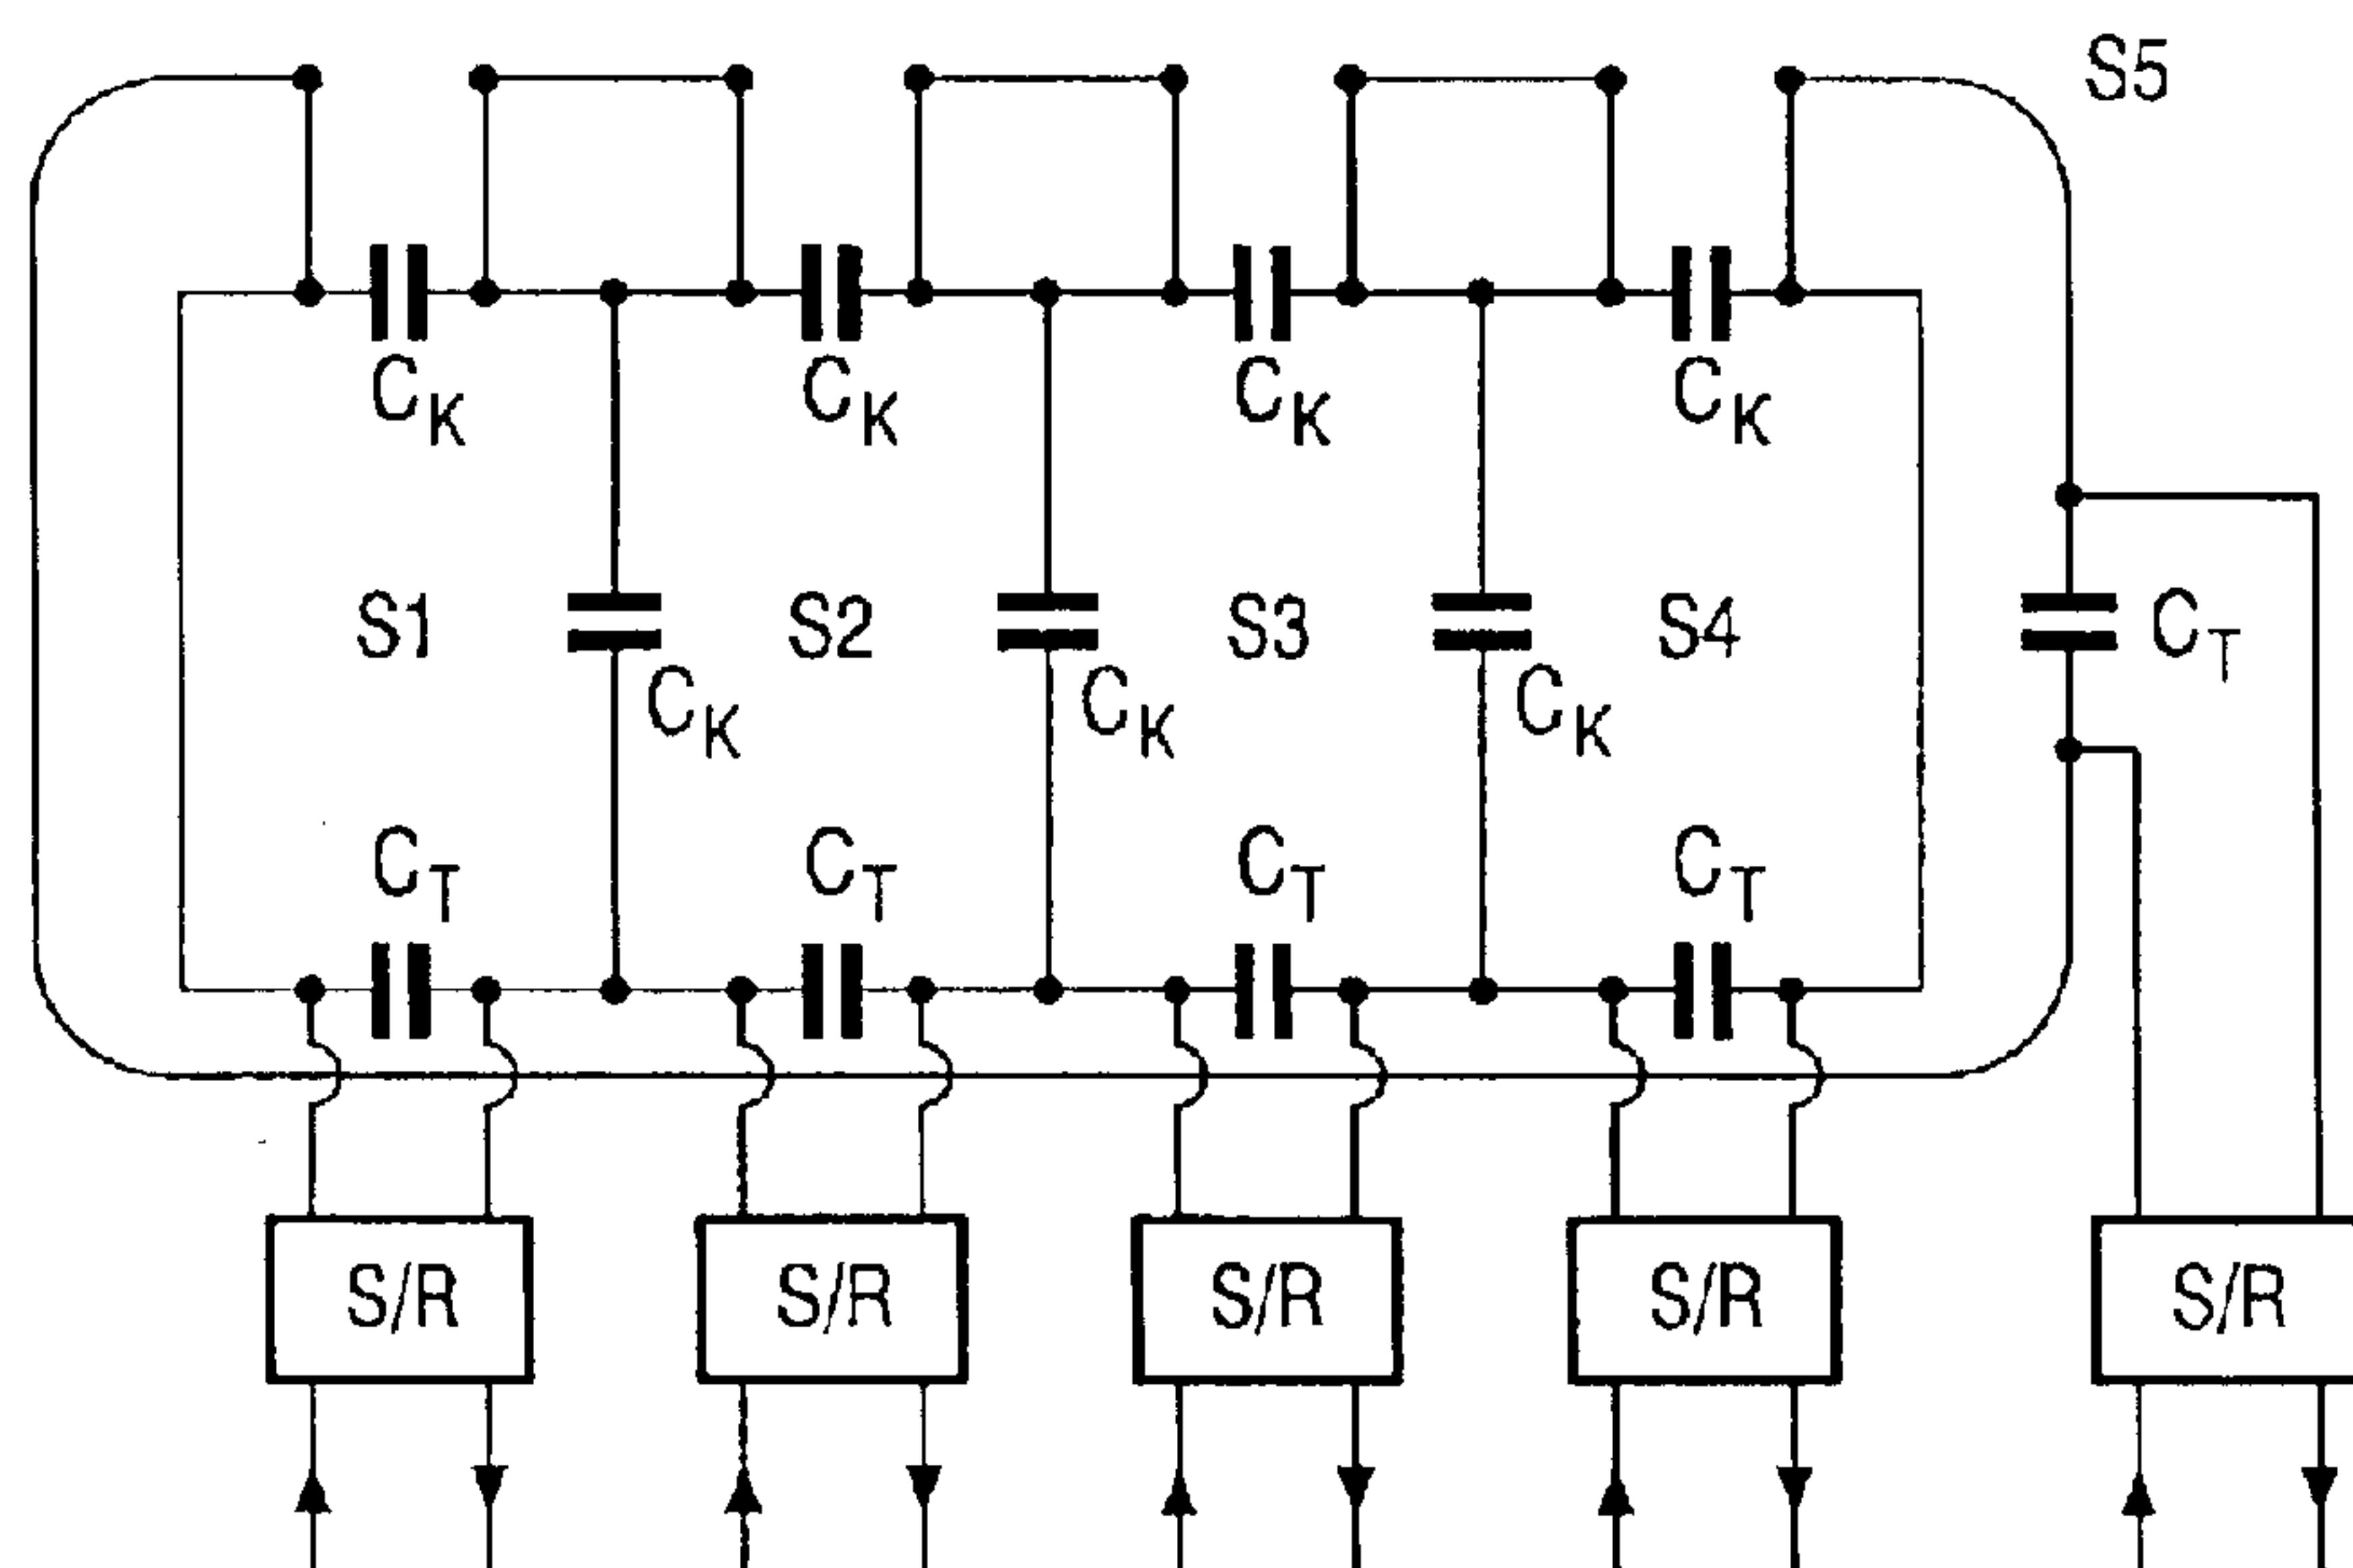 S5
C_K C_K C_K C_K
S1 S2 S3 S4 C_T
C_K C_K C_K
C_T C_T C_T C_T
S/R S/R S/R S/R S/R